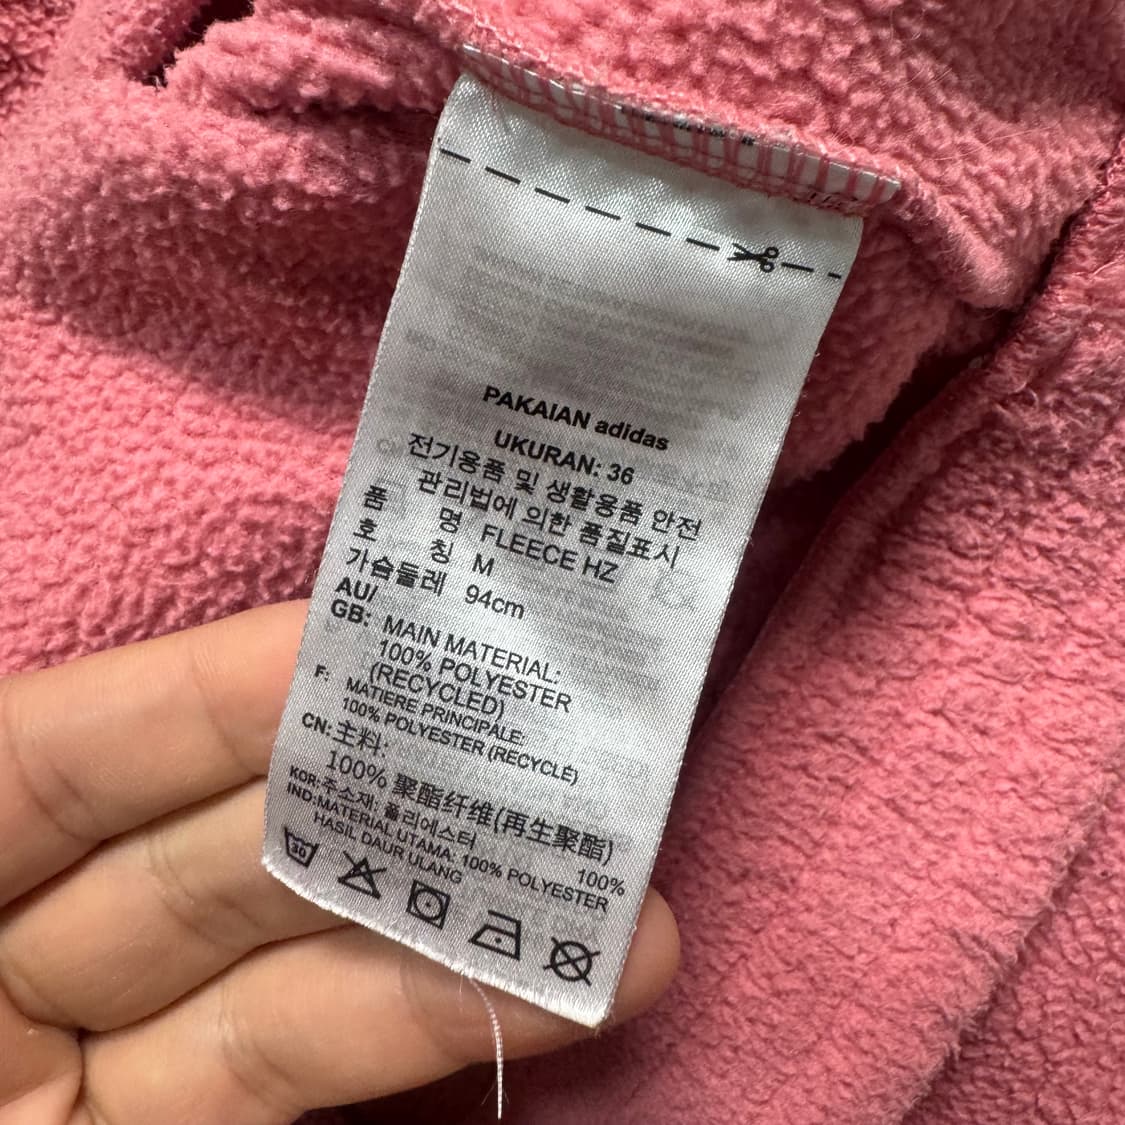 PAKAIAN adidas
UKURAN: 36
전기용품 및 생활용품 안전
관리법에 의한 품질표시
품 명 FLEECE HZ
호 칭 M
가슴둘레 94cm
AU/
GB: MAIN MATERIAL:
100% POLYESTER
(RECYCLED)
F: MATIERE PRINCIPALE:
100% POLYESTER (RECYCLÉ)
CN: 主料:
100% 聚酯纤维(再生聚酯)
KOR: 주소재: 폴리에스터 100%
IND: MATERIAL UTAMA: 100% POLYESTER
HASIL DAUR ULANG
30